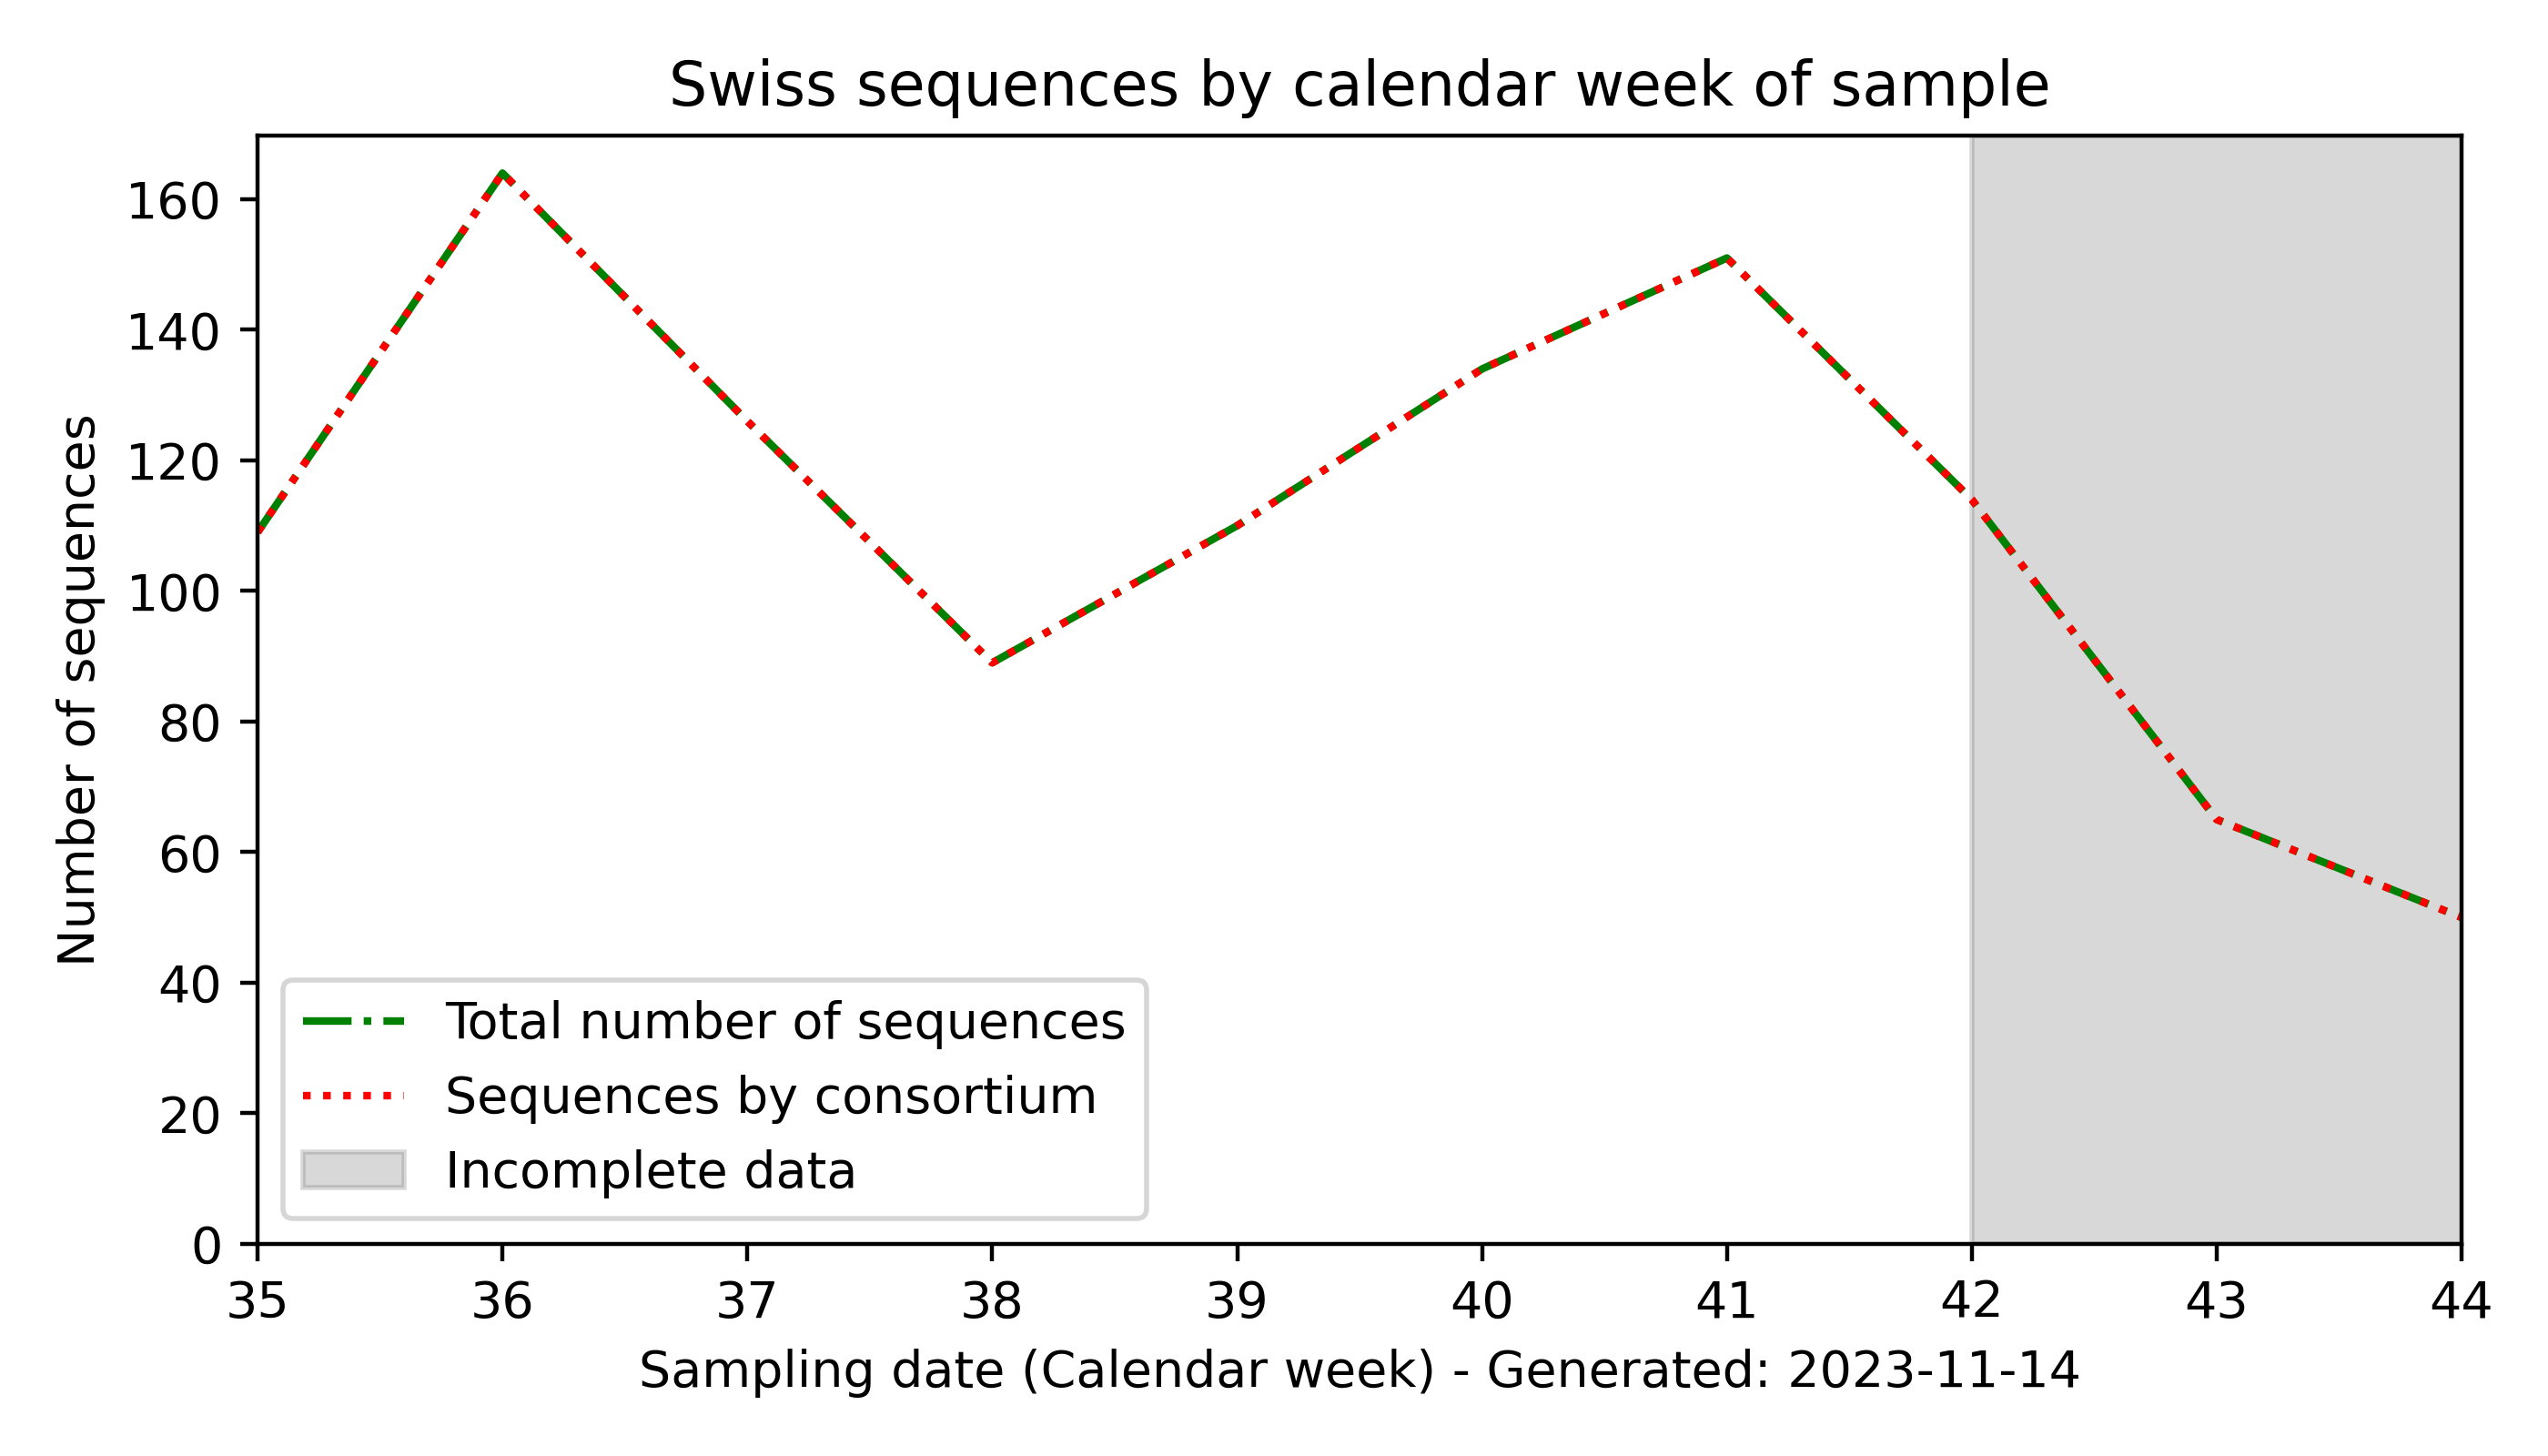 Swiss sequences by calendar week of sample
Number of sequences
160
140
120
100
80
60
40
20
0
Total number of sequences
Sequences by consortium
Incomplete data
35 36 37 38 39 40 41 42 43 44
Sampling date (Calendar week) - Generated: 2023-11-14